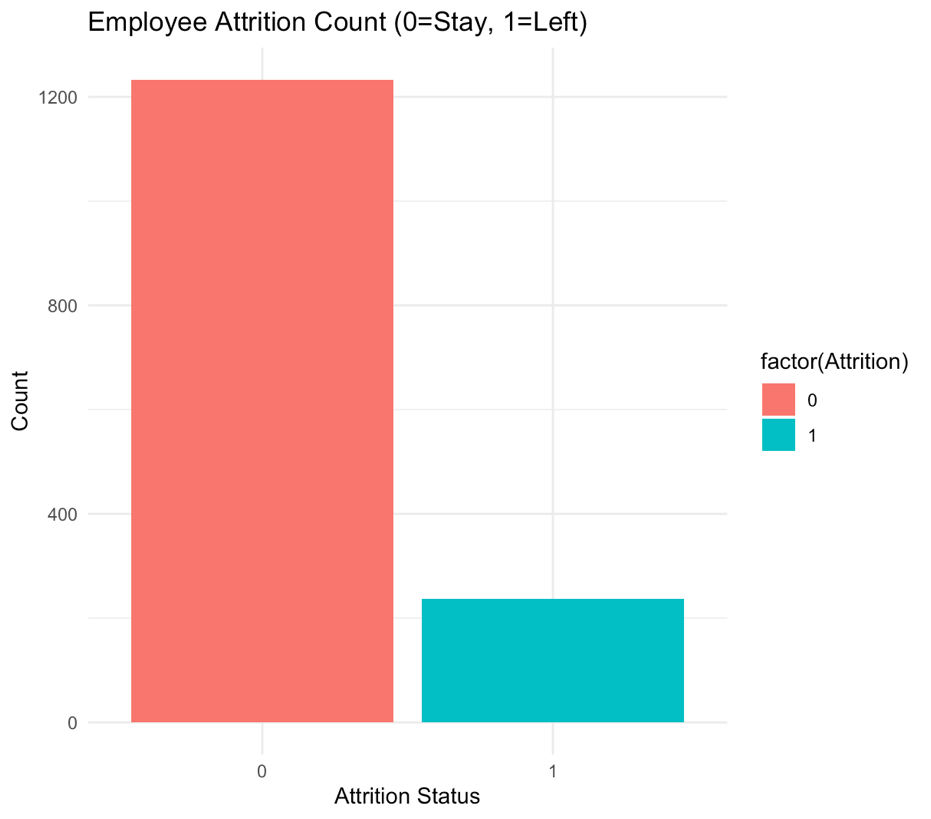 Employee Attrition Count (0=Stay, 1=Left)
1200
800
400
0
Count
0
1
Attrition Status
factor(Attrition)
0
1